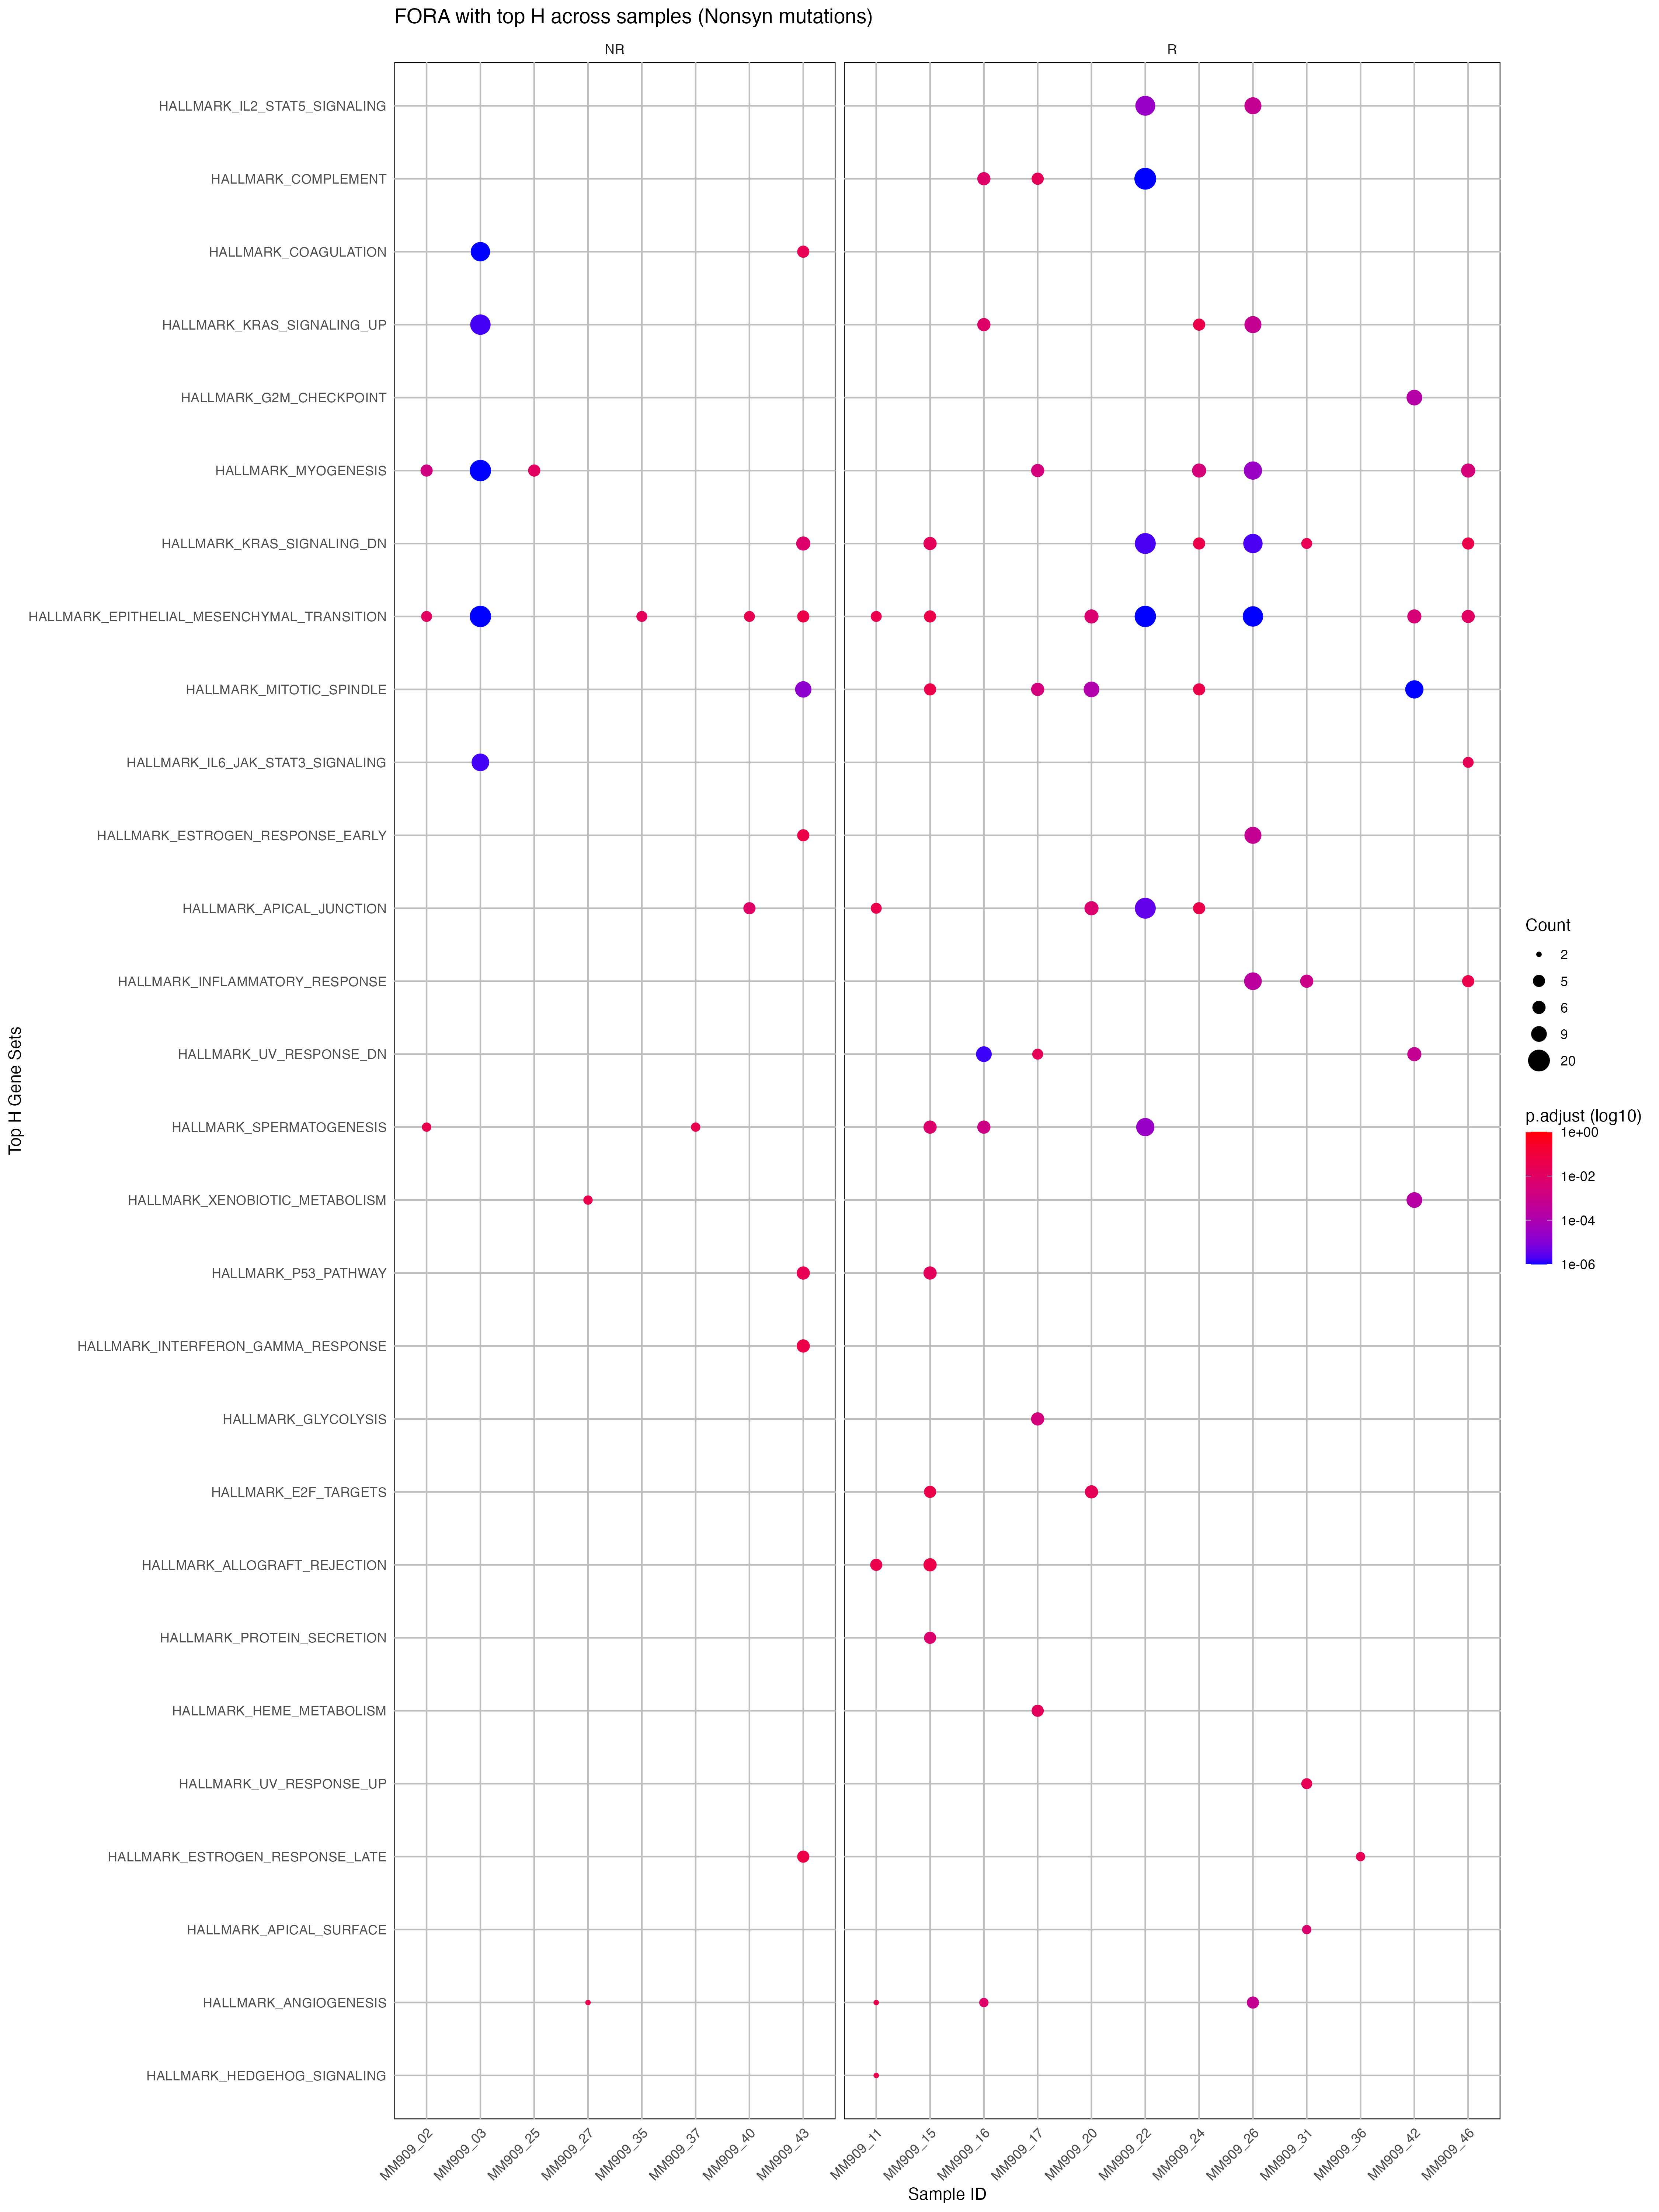 FORA with top H across samples (Nonsyn mutations)
NR
R
HALLMARK_IL2_STAT5_SIGNALING
HALLMARK_COMPLEMENT
HALLMARK_COAGULATION
HALLMARK_KRAS_SIGNALING_UP
HALLMARK_G2M_CHECKPOINT
HALLMARK_MYOGENESIS
HALLMARK_KRAS_SIGNALING_DN
HALLMARK_EPITHELIAL_MESENCHYMAL_TRANSITION
HALLMARK_MITOTIC_SPINDLE
HALLMARK_IL6_JAK_STAT3_SIGNALING
HALLMARK_ESTROGEN_RESPONSE_EARLY
HALLMARK_APICAL_JUNCTION
HALLMARK_INFLAMMATORY_RESPONSE
HALLMARK_UV_RESPONSE_DN
HALLMARK_SPERMATOGENESIS
HALLMARK_XENOBIOTIC_METABOLISM
HALLMARK_P53_PATHWAY
HALLMARK_INTERFERON_GAMMA_RESPONSE
HALLMARK_GLYCOLYSIS
HALLMARK_E2F_TARGETS
HALLMARK_ALLOGRAFT_REJECTION
HALLMARK_PROTEIN_SECRETION
HALLMARK_HEME_METABOLISM
HALLMARK_UV_RESPONSE_UP
HALLMARK_ESTROGEN_RESPONSE_LATE
HALLMARK_APICAL_SURFACE
HALLMARK_ANGIOGENESIS
HALLMARK_HEDGEHOG_SIGNALING
Top H Gene Sets
MM909_02
MM909_03
MM909_25
MM909_27
MM909_35
MM909_37
MM909_40
MM909_43
MM909_11
MM909_15
MM909_16
MM909_17
MM909_20
MM909_22
MM909_24
MM909_26
MM909_31
MM909_36
MM909_42
MM909_46
Sample ID
Count
2
5
6
9
20
p.adjust (log10)
1e+00
1e-02
1e-04
1e-06